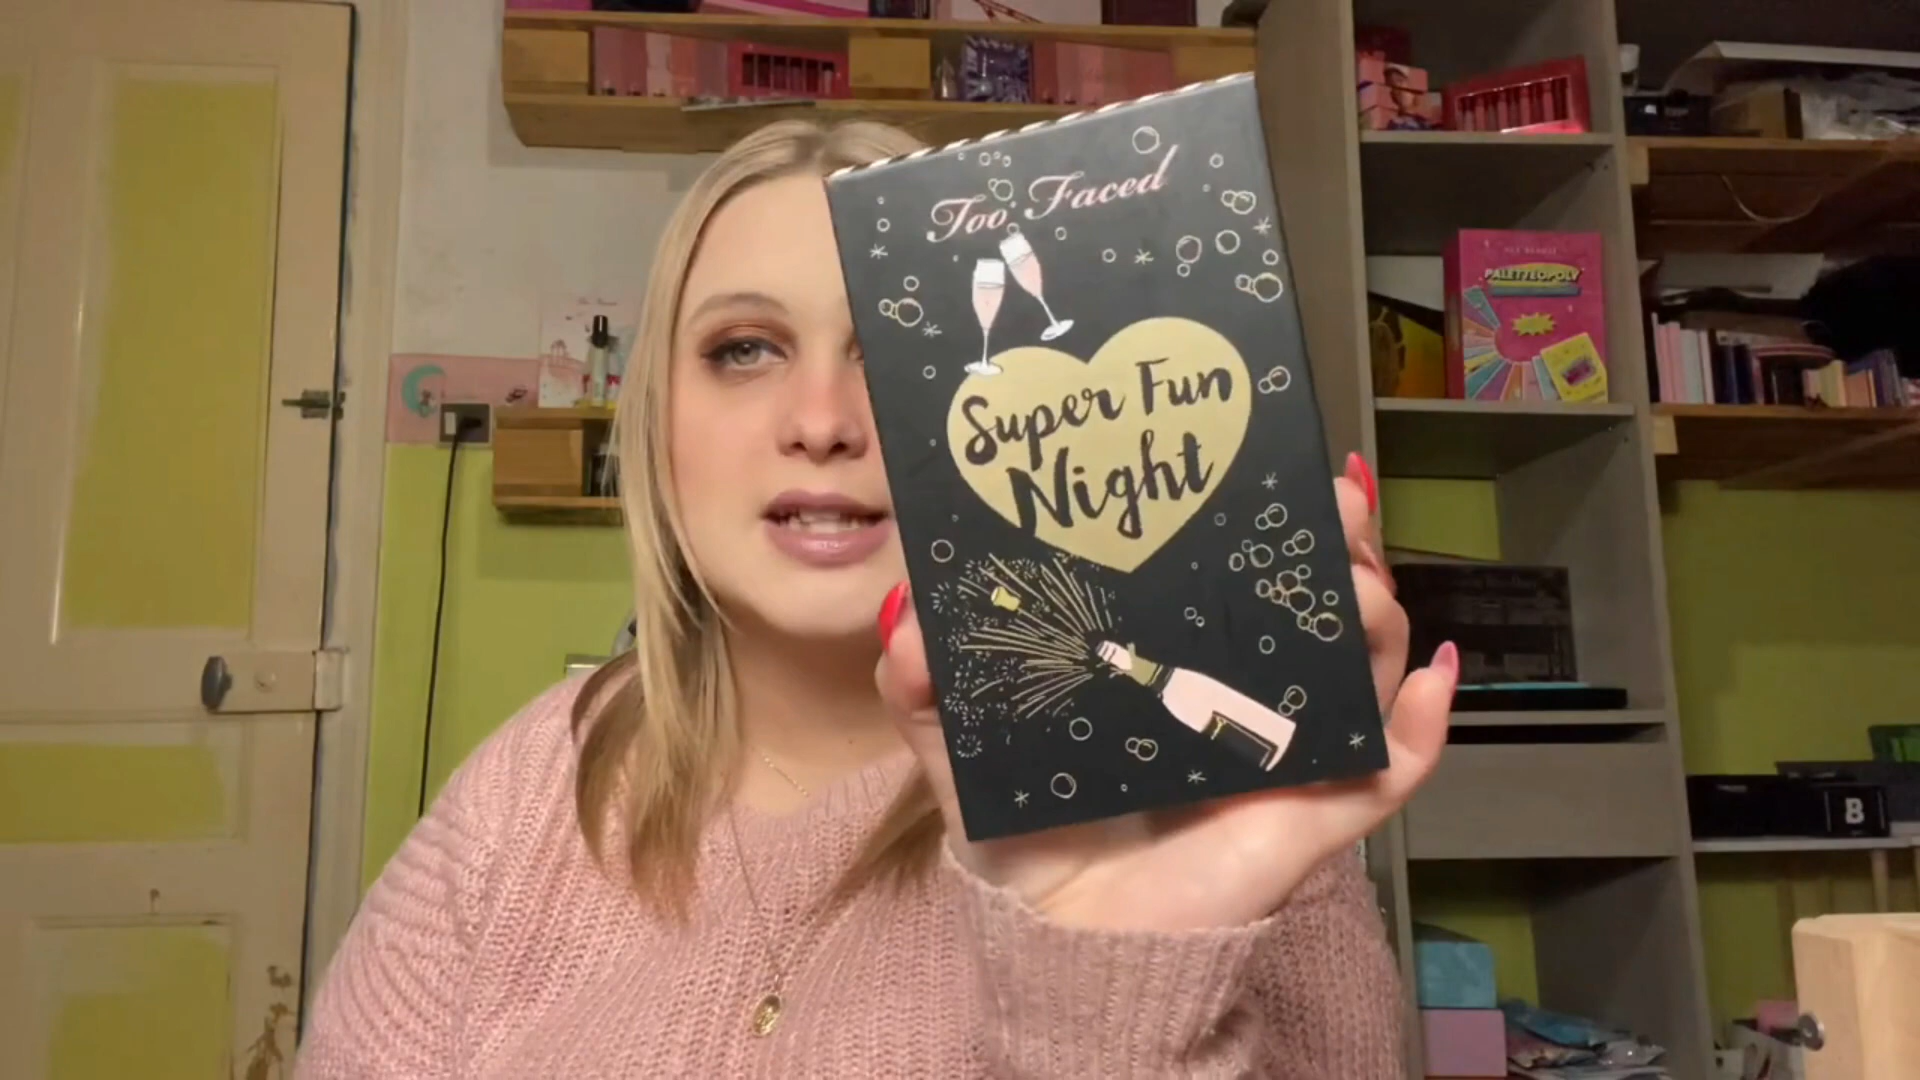 Too Faced
Super Fun
Night
PALETTEOPOLY
B